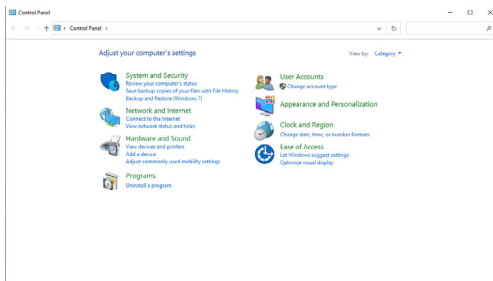 Control Panel
Control Panel
Adjust your computer's settings
View by: Category
System and Security
Review your computer's status
Save backup copies of your files with File History
Backup and Restore (Windows 7)
Network and Internet
Connect to the Internet
View network status and tasks
Hardware and Sound
View devices and printers
Add a device
Adjust commonly used mobility settings
Programs
Uninstall a program
User Accounts
Change account type
Appearance and Personalization
Clock and Region
Change date, time, or number formats
Ease of Access
Let Windows suggest settings
Optimize visual display